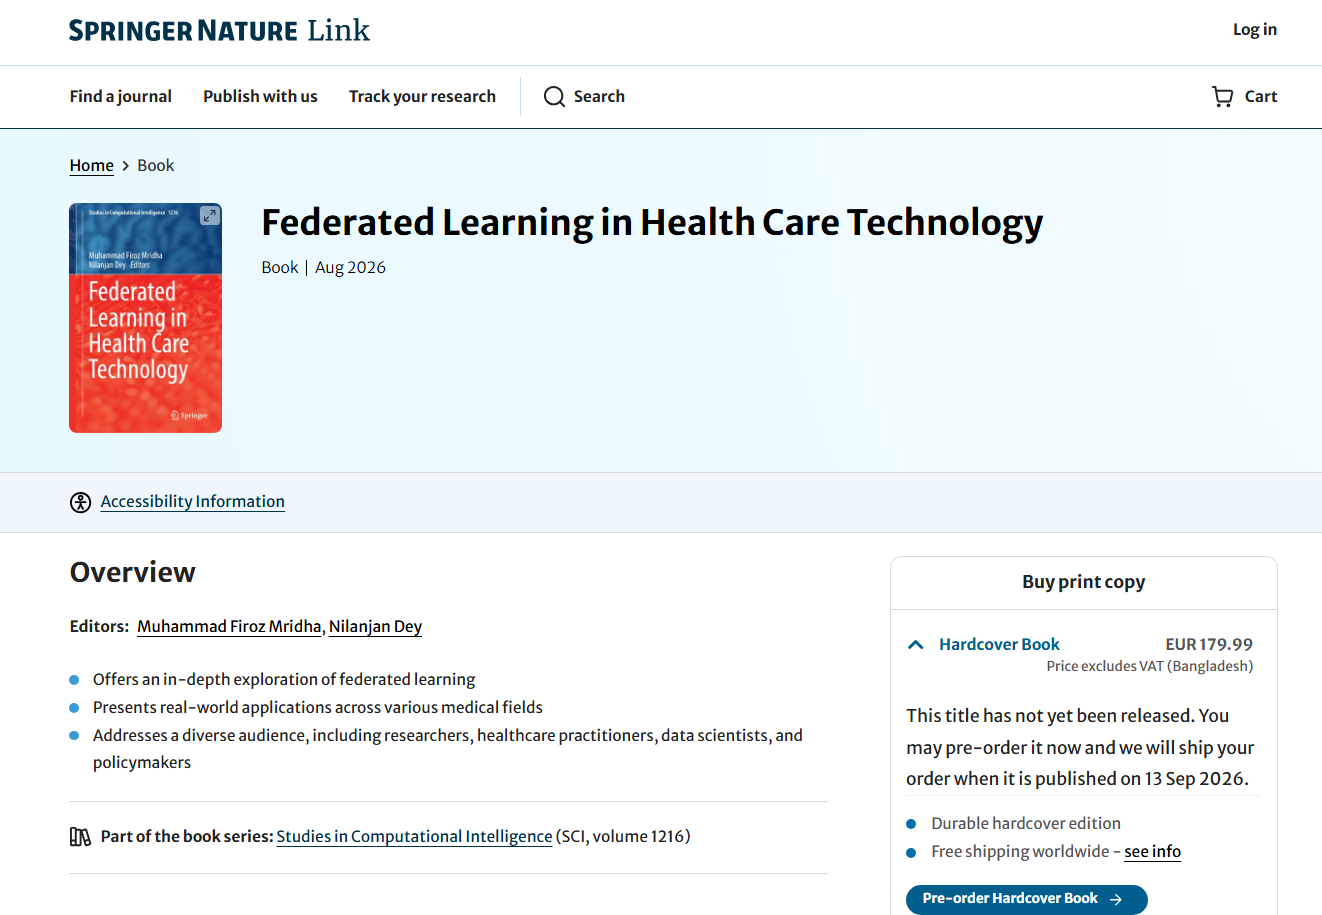 SPRINGER NATURE Link
Log in
Find a journal
Publish with us
Track your research
Search
Cart
Home > Book
Studies in Computational Intelligence 1216
Muhammad Firoz Mridha
Nilanjan Dey Editors
Federated
Learning in
Health Care
Technology
Springer
Federated Learning in Health Care Technology
Book | Aug 2026
Accessibility Information
Overview
Editors: Muhammad Firoz Mridha, Nilanjan Dey
Offers an in-depth exploration of federated learning
Presents real-world applications across various medical fields
Addresses a diverse audience, including researchers, healthcare practitioners, data scientists, and
policymakers
Part of the book series: Studies in Computational Intelligence (SCI, volume 1216)
Buy print copy
Hardcover Book
EUR 179.99
Price excludes VAT (Bangladesh)
This title has not yet been released. You
may pre-order it now and we will ship your
order when it is published on 13 Sep 2026.
Durable hardcover edition
Free shipping worldwide - see info
Pre-order Hardcover Book →